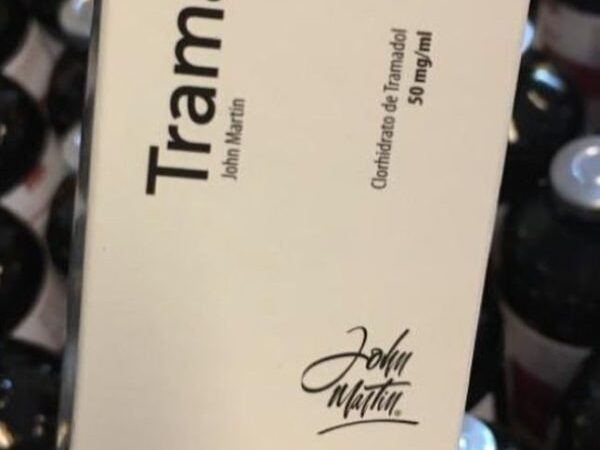 Tram
John Martin
Clorhidrato de Tramadol
50 mg/ml
John
Martin